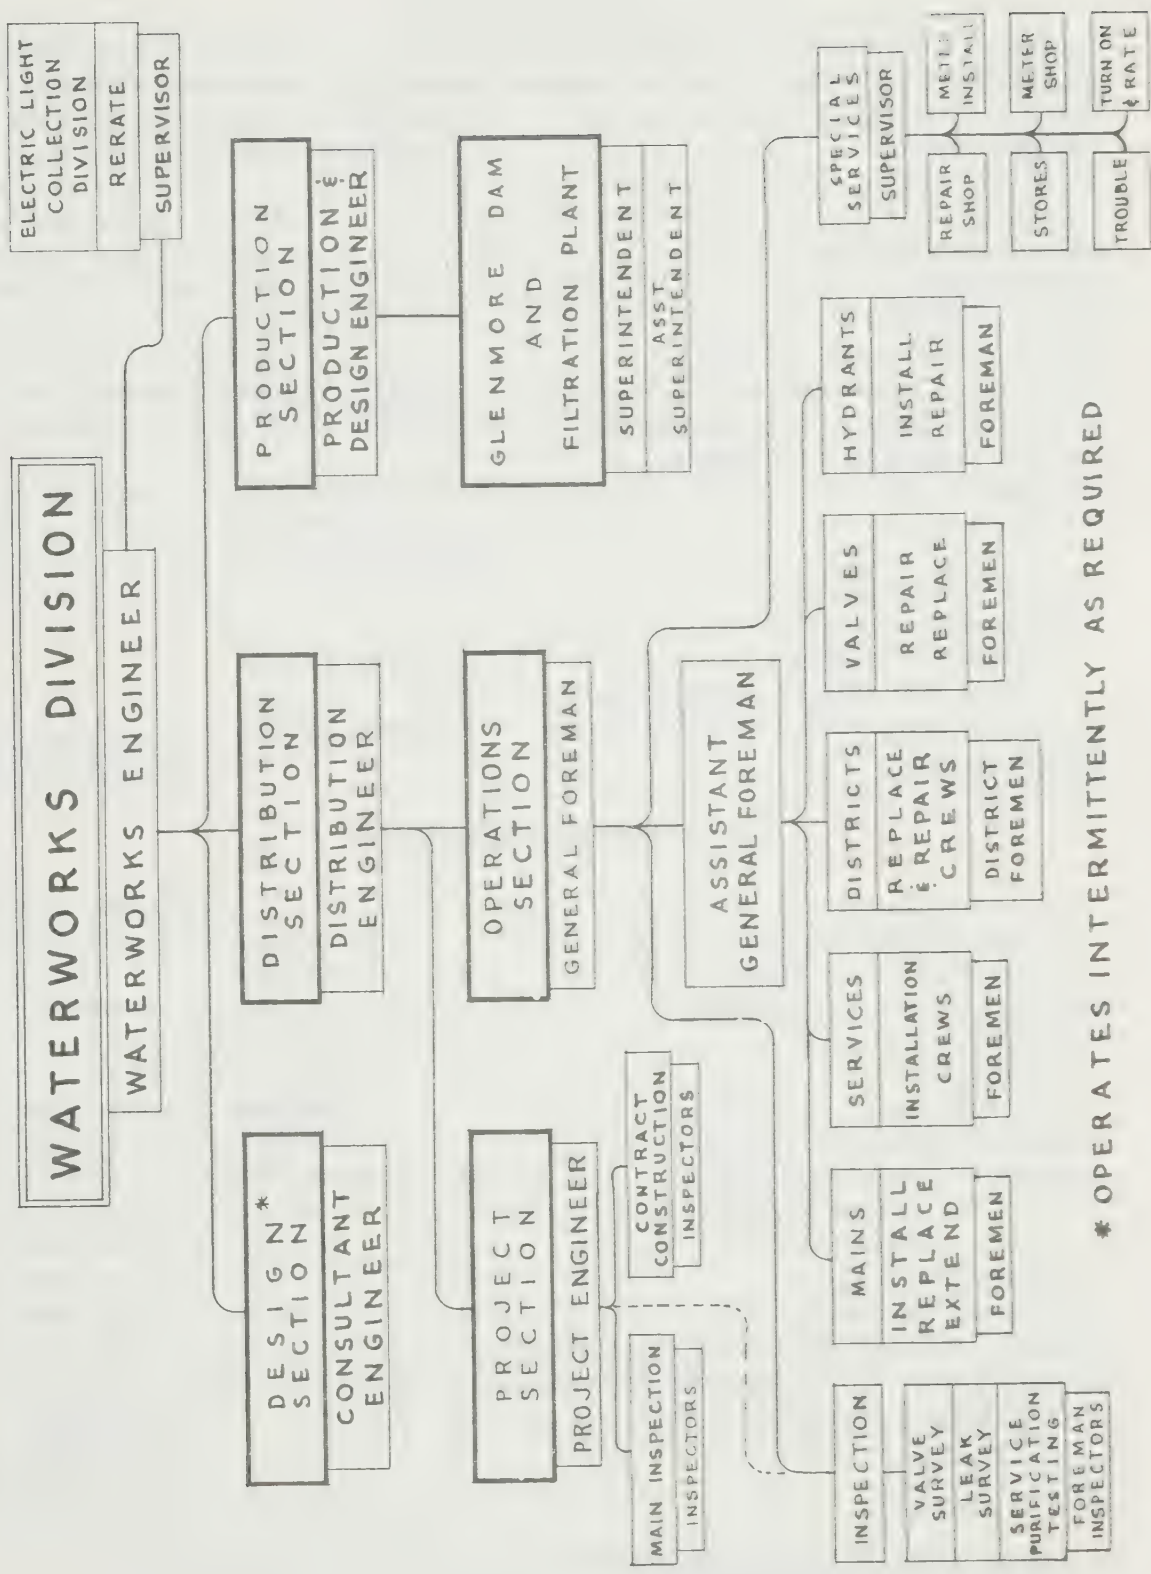 WATERWORKS DIVISION
WATERWORKS ENGINEER
ELECTRIC LIGHT
COLLECTION
DIVISION
RERATE
SUPERVISOR
DESIGN*
SECTION
CONSULTANT
ENGINEER
DISTRIBUTION
SECTION
DISTRIBUTION
ENGINEER
PRODUCTION
SECTION
PRODUCTION &
DESIGN ENGINEER
PROJECT
SECTION
PROJECT ENGINEER
OPERATIONS
SECTION
GENERAL FOREMAN
GLENMORE DAM
AND
FILTRATION PLANT
SUPERINTENDENT
ASST
SUPERINTENDENT
MAIN INSPECTION
INSPECTORS
CONTRACT
CONSTRUCTION
INSPECTORS
ASSISTANT
GENERAL FOREMAN
INSPECTION
VALVE
SURVEY
LEAK
SURVEY
SERVICE
PURIFICATION
TESTING
FOREMAN
INSPECTORS
MAINS
INSTALL
REPLACE
EXTEND
FOREMEN
SERVICES
INSTALLATION
CREWS
FOREMEN
DISTRICTS
REPLACE
& REPAIR
CREWS
DISTRICT
FOREMEN
VALVES
REPAIR
REPLACE
FOREMEN
HYDRANTS
INSTALL
REPAIR
FOREMAN
SPECIAL
SERVICES
SUPERVISOR
REPAIR
SHOP
INSTALL
STORES
METER
SHOP
TROUBLE
TURN ON
& RATE
* OPERATES INTERMITTENTLY AS REQUIRED